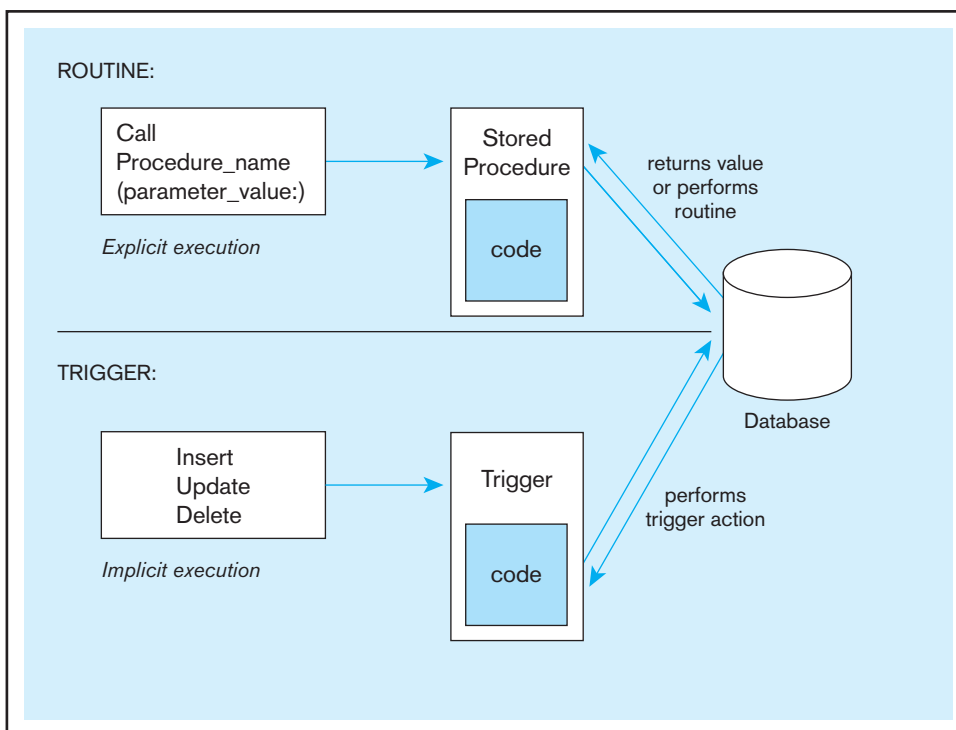 ROUTINE:
Call
Procedure_name
(parameter_value:)
Explicit execution
Stored
Procedure
code
returns value
or performs
routine
Database
TRIGGER:
Insert
Update
Delete
Implicit execution
Trigger
code
performs
trigger action